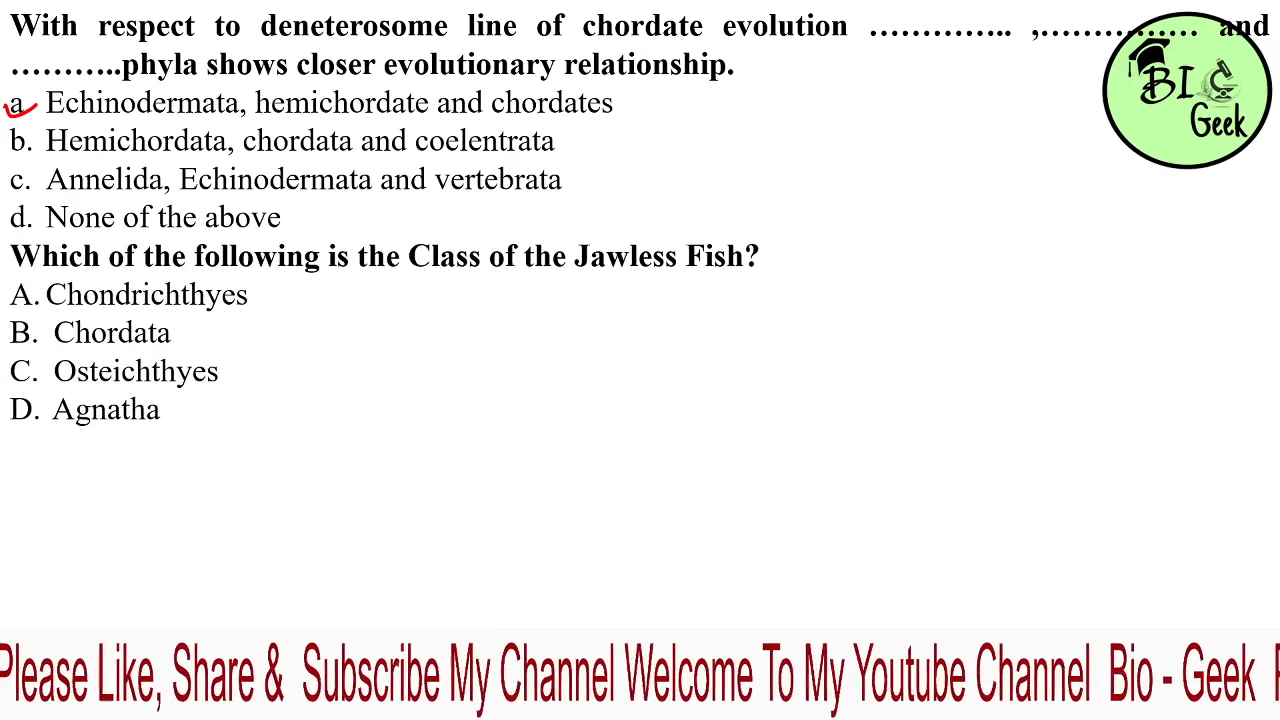 With respect to deneterosome line of chordate evolution ………….. ,…………… and
………..phyla shows closer evolutionary relationship.
a. Echinodermata, hemichordate and chordates
b. Hemichordata, chordata and coelentrata
c. Annelida, Echinodermata and vertebrata
d. None of the above
Which of the following is the Class of the Jawless Fish?
A. Chondrichthyes
B. Chordata
C. Osteichthyes
D. Agnatha
BIO
Geek
Please Like, Share & Subscribe My Channel Welcome To My Youtube Channel Bio - Geek